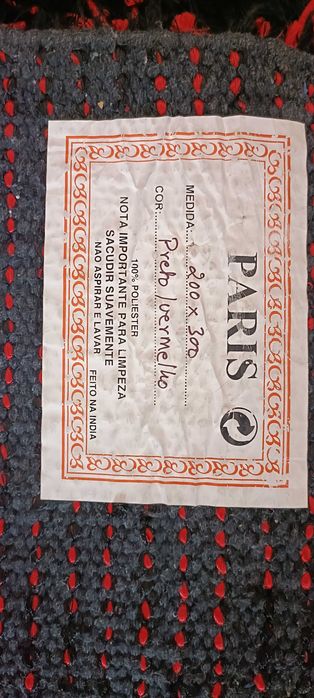 PARIS
MEDIDA....200 x 300
COR:....Preto/vermelho
100% POLIESTER
NOTA IMPORTANTE PARA LIMPEZA
SACUDIR SUAVEMENTE
NAO ASPIRAR E LAVAR FEITO NA INDIA